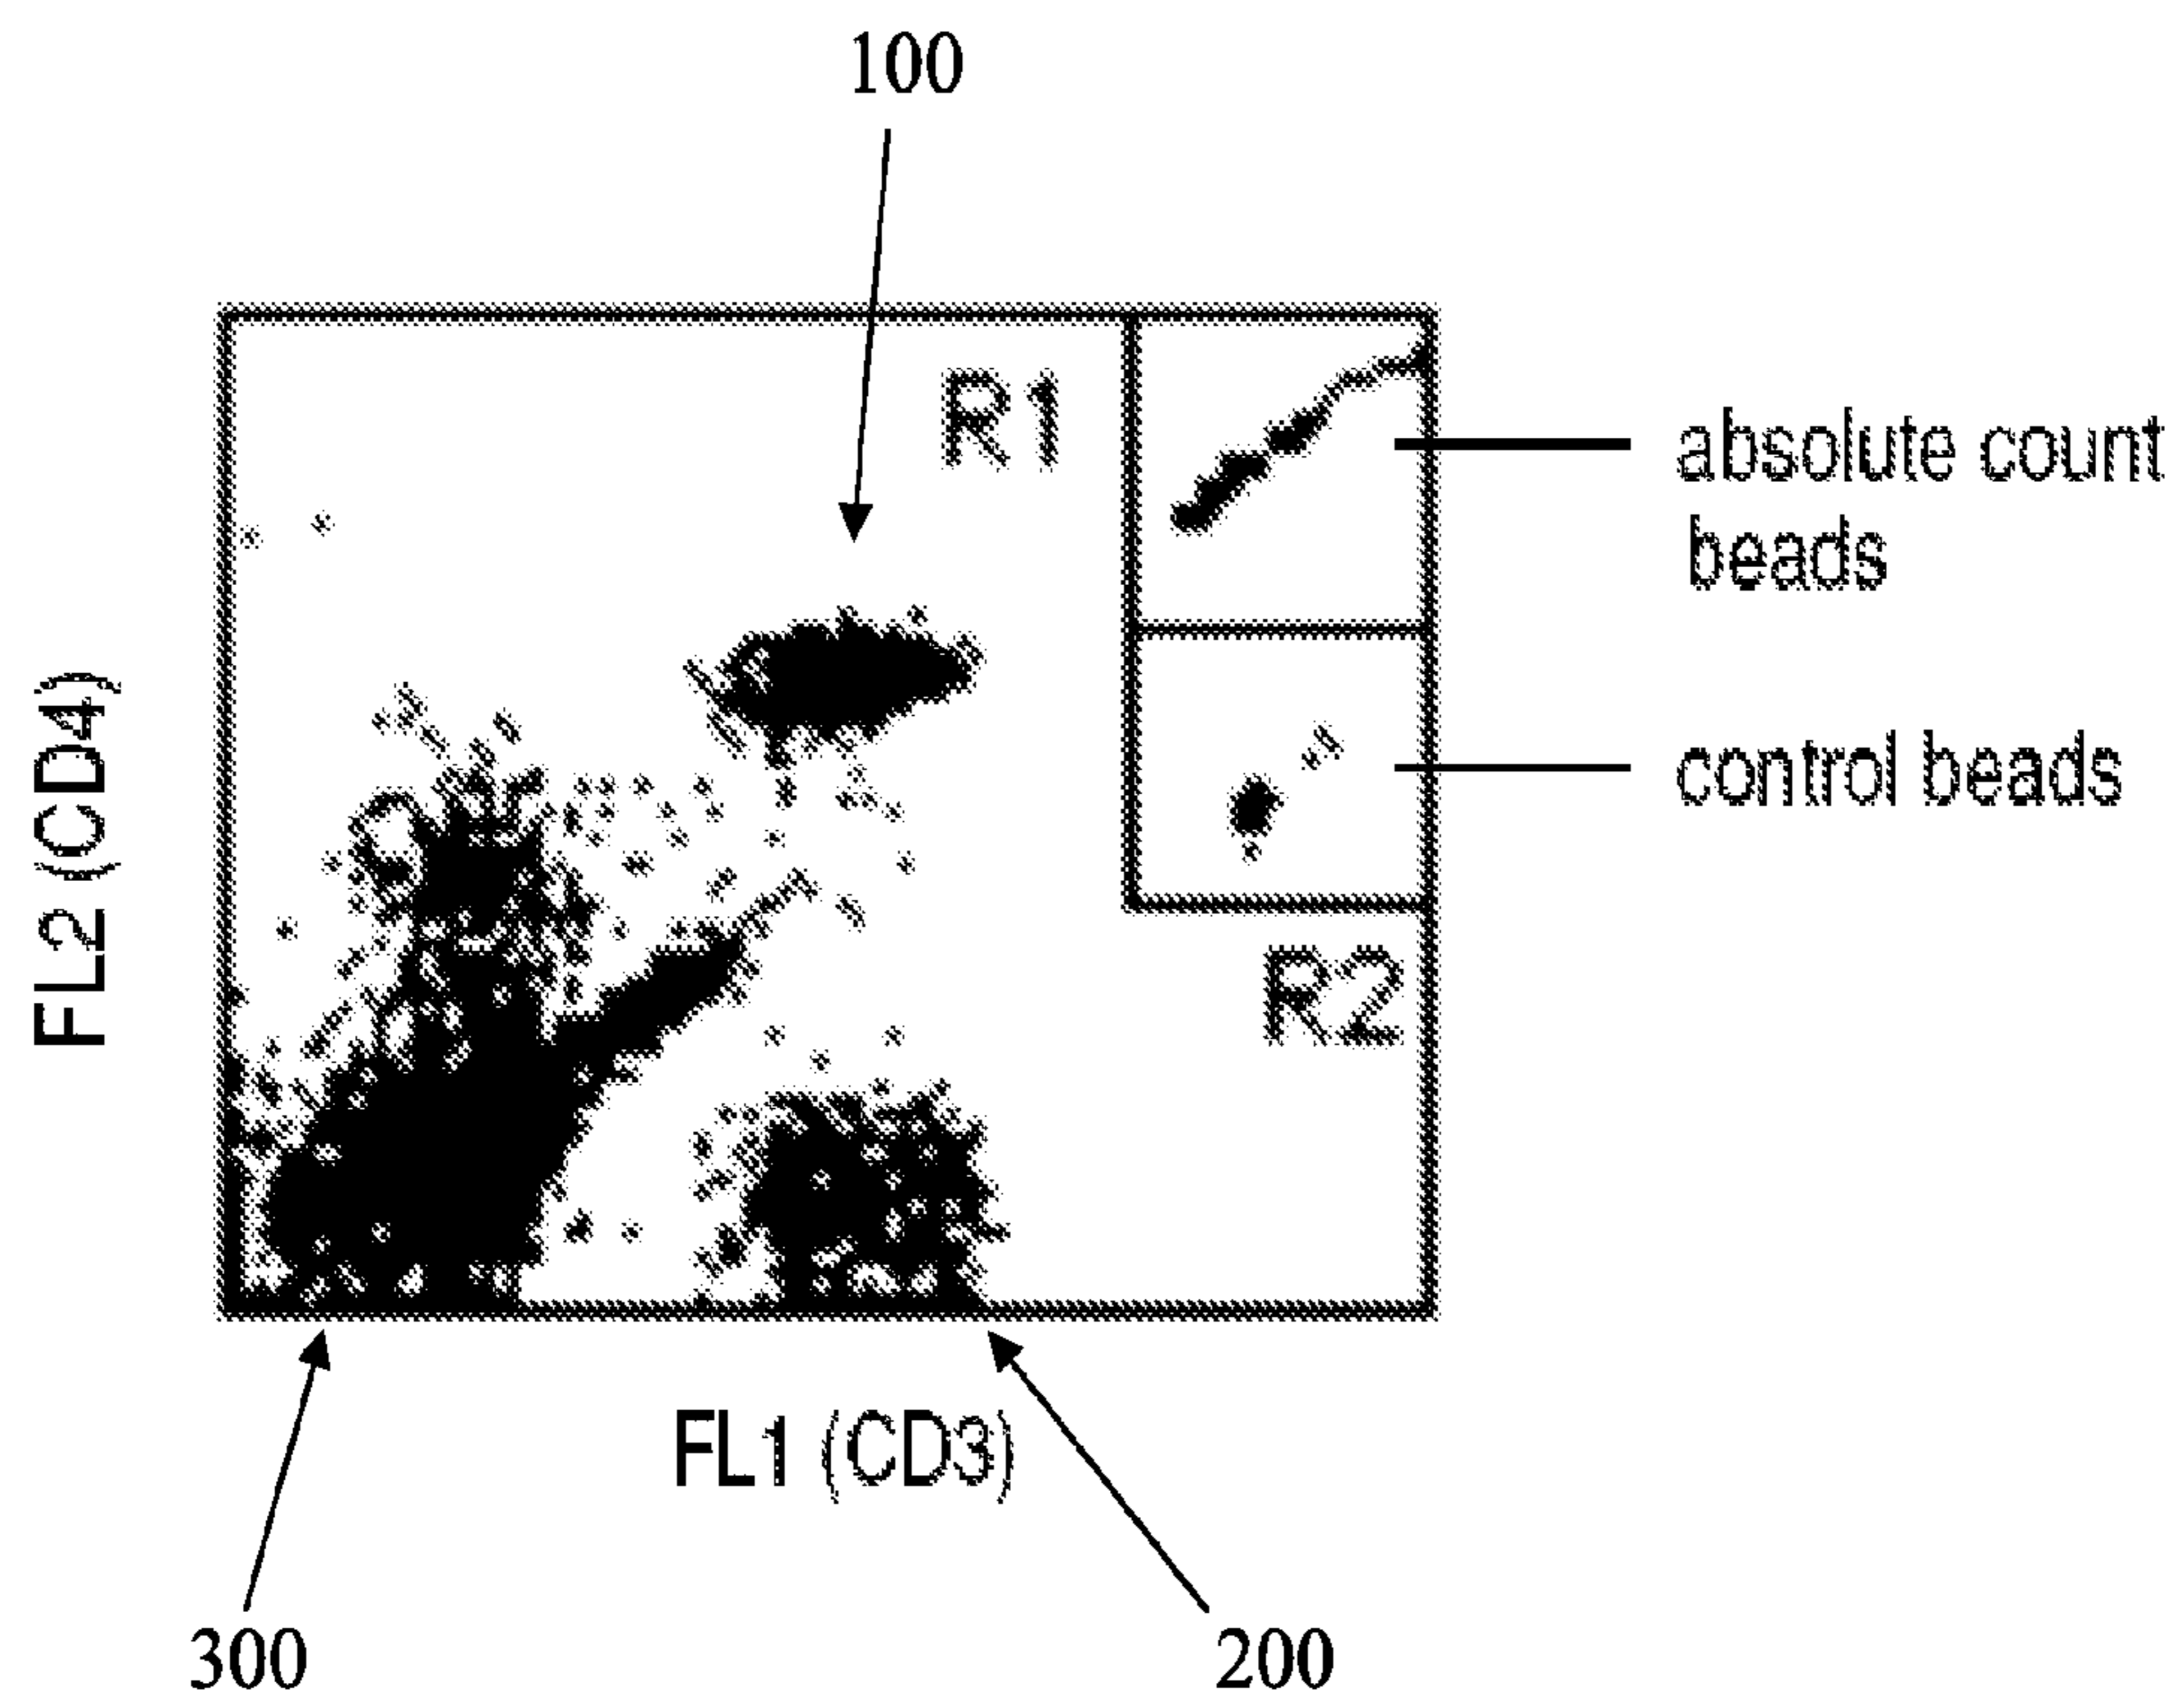 100
R1
absolute count
beads
FL2 (CD4)
control beads
R2
FL1 (CD3)
300
200